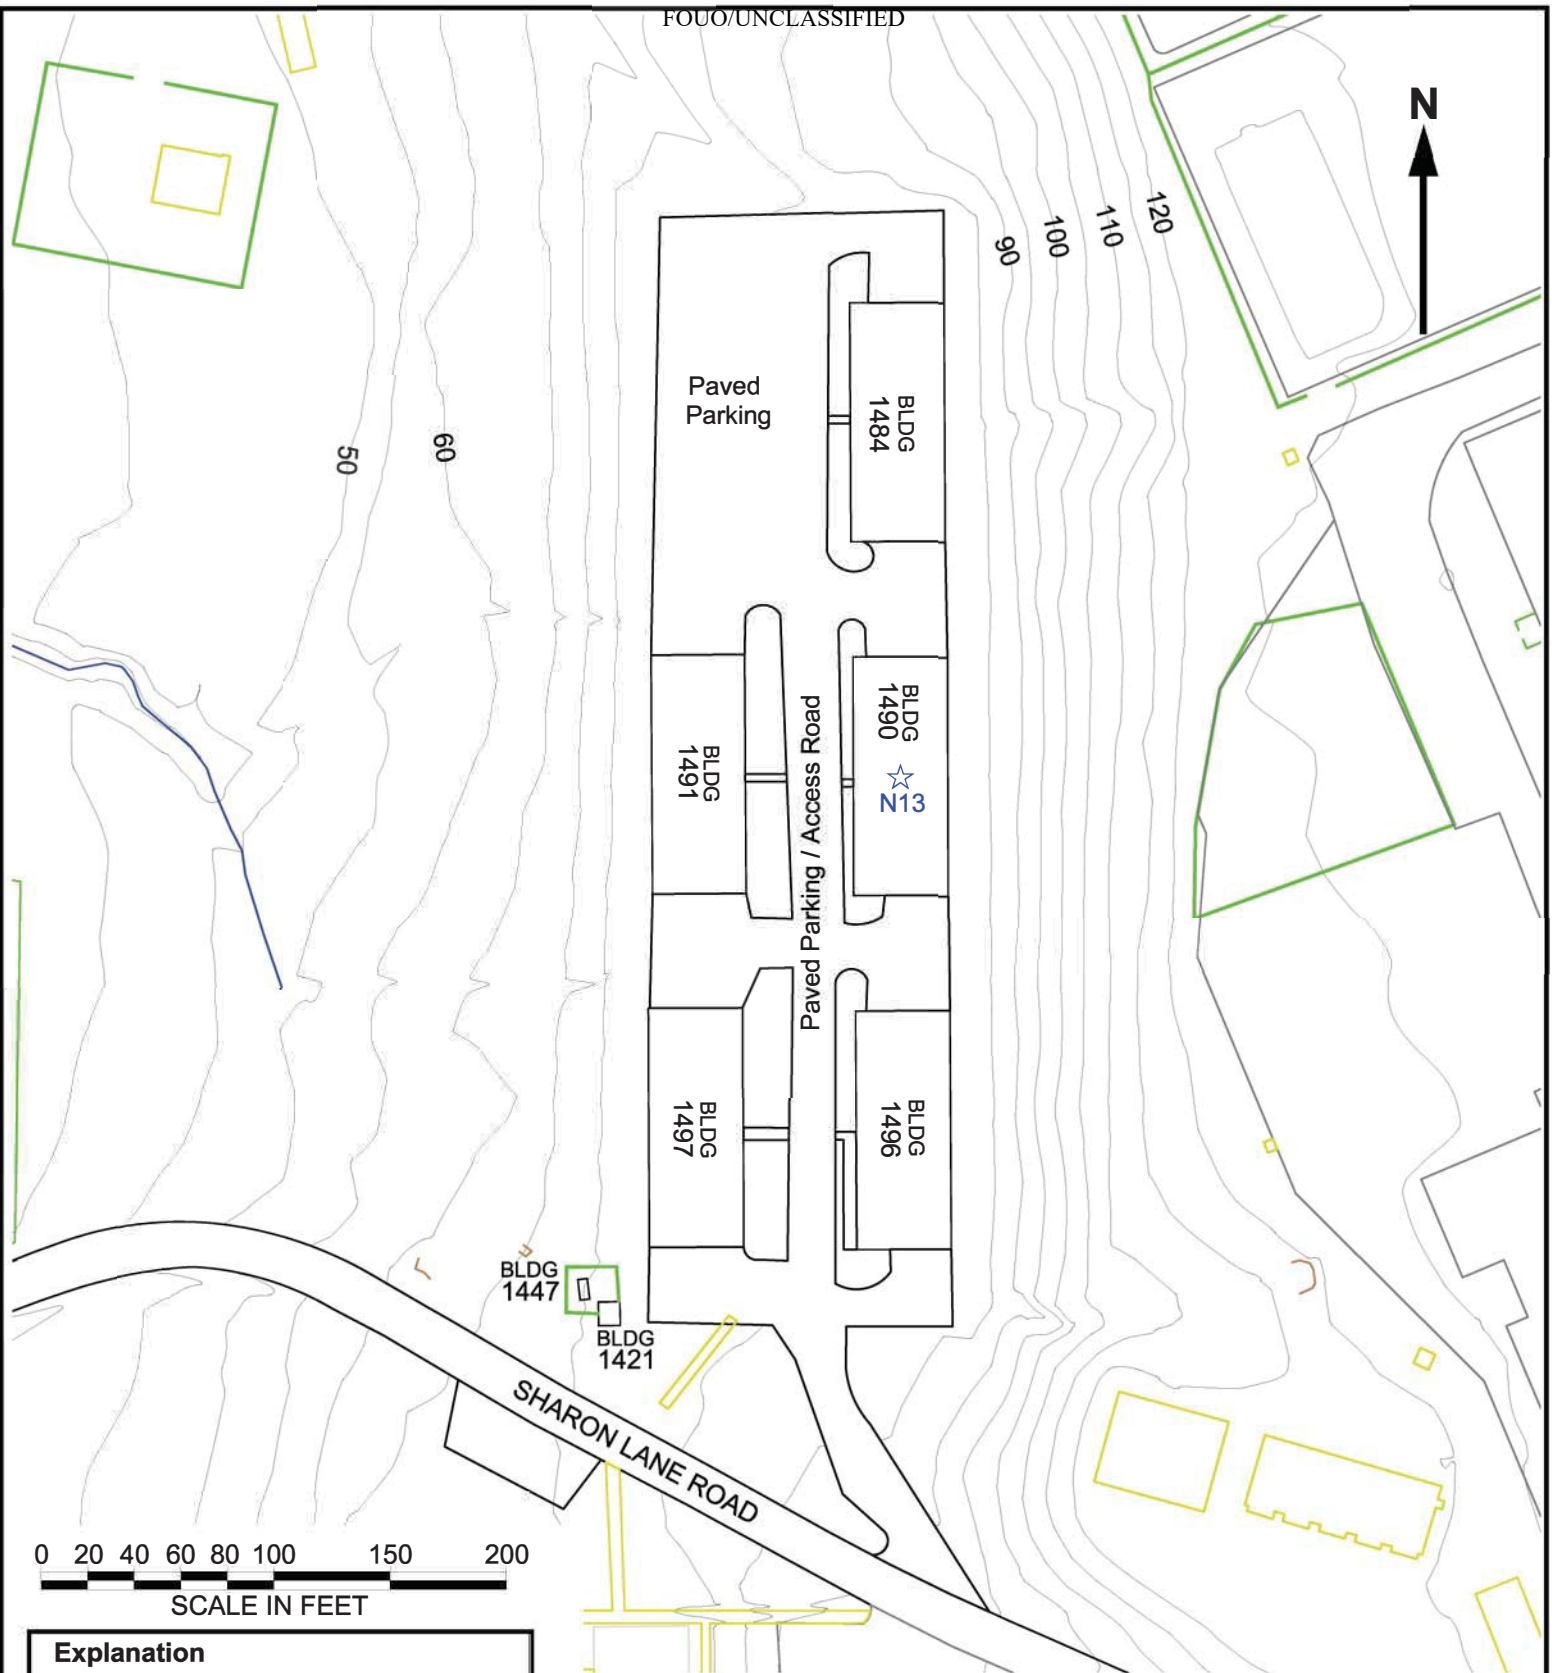 FOUO/UNCLASSIFIED
N
90
100
110
120
Paved
Parking
BLDG
1484
50
60
BLDG
1491
Paved Parking / Access Road
BLDG
1490
N13
BLDG
1497
BLDG
1496
BLDG
1447
BLDG
1421
SHARON LANE ROAD
0 20 40 60 80 100 150 200
SCALE IN FEET
Explanation